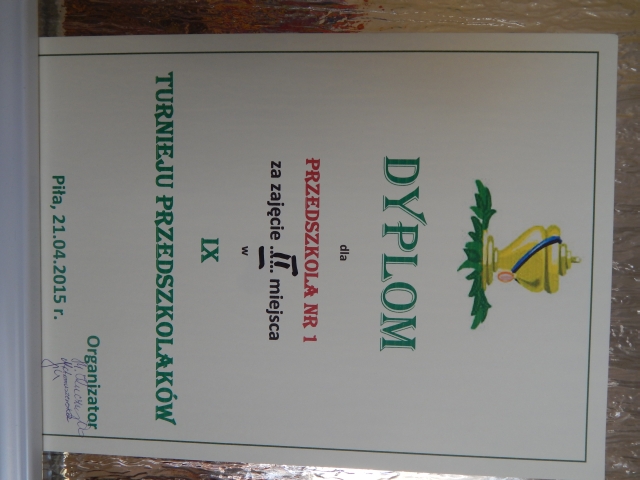 DYPLOM
dla
PRZEDSZKOLA NR 1
za zajęcie ..II.. miejsca
w
IX
TURNIEJU PRZEDSZKOLAKÓW
Piła, 21.04.2015 r.
Organizator